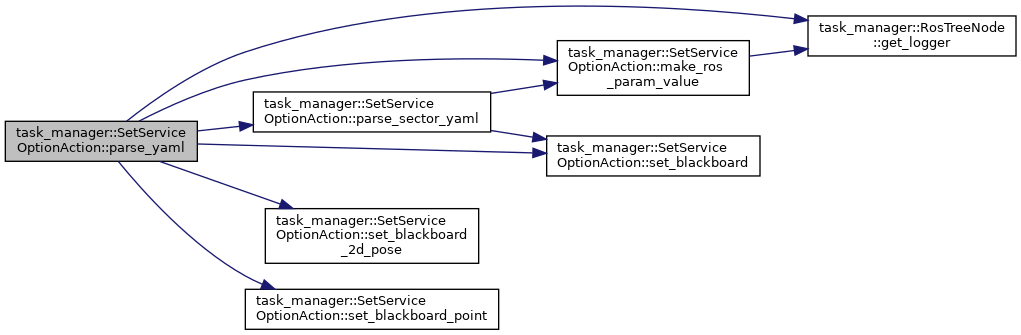 task_manager::RosTreeNode
::get_logger
task_manager::SetService
OptionAction::make_ros
_param_value
task_manager::SetService
OptionAction::parse_sector_yaml
task_manager::SetService
OptionAction::parse_yaml
task_manager::SetService
OptionAction::set_blackboard
task_manager::SetService
OptionAction::set_blackboard
_2d_pose
task_manager::SetService
OptionAction::set_blackboard_point